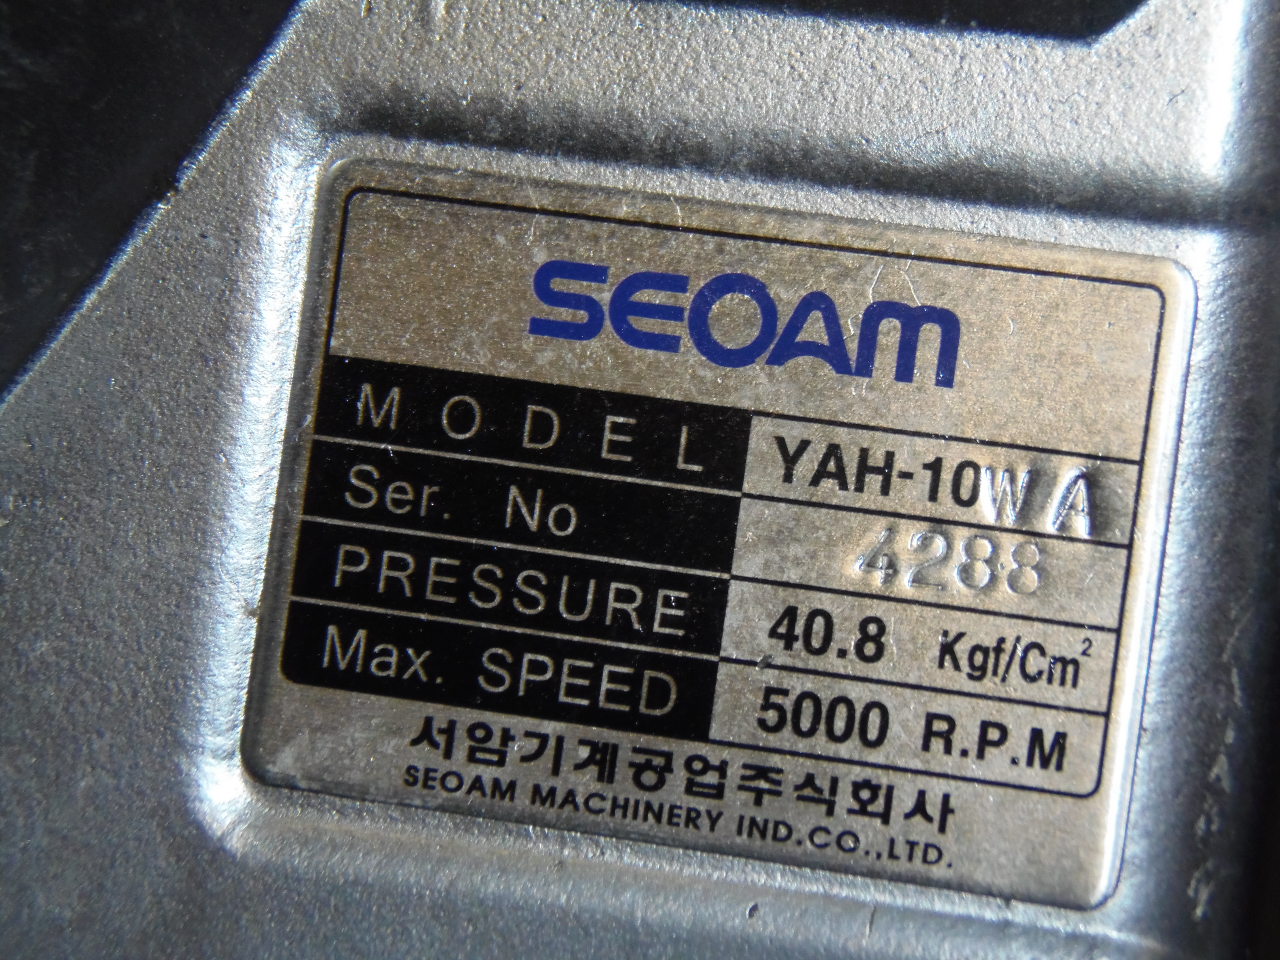 SEOAM
MODEL YAH-10WA
Ser. No 4288
PRESSURE 40.8 Kgf/Cm²
Max. SPEED 5000 R.P.M
서암기계공업주식회사
SEOAM MACHINERY IND.CO.,LTD.